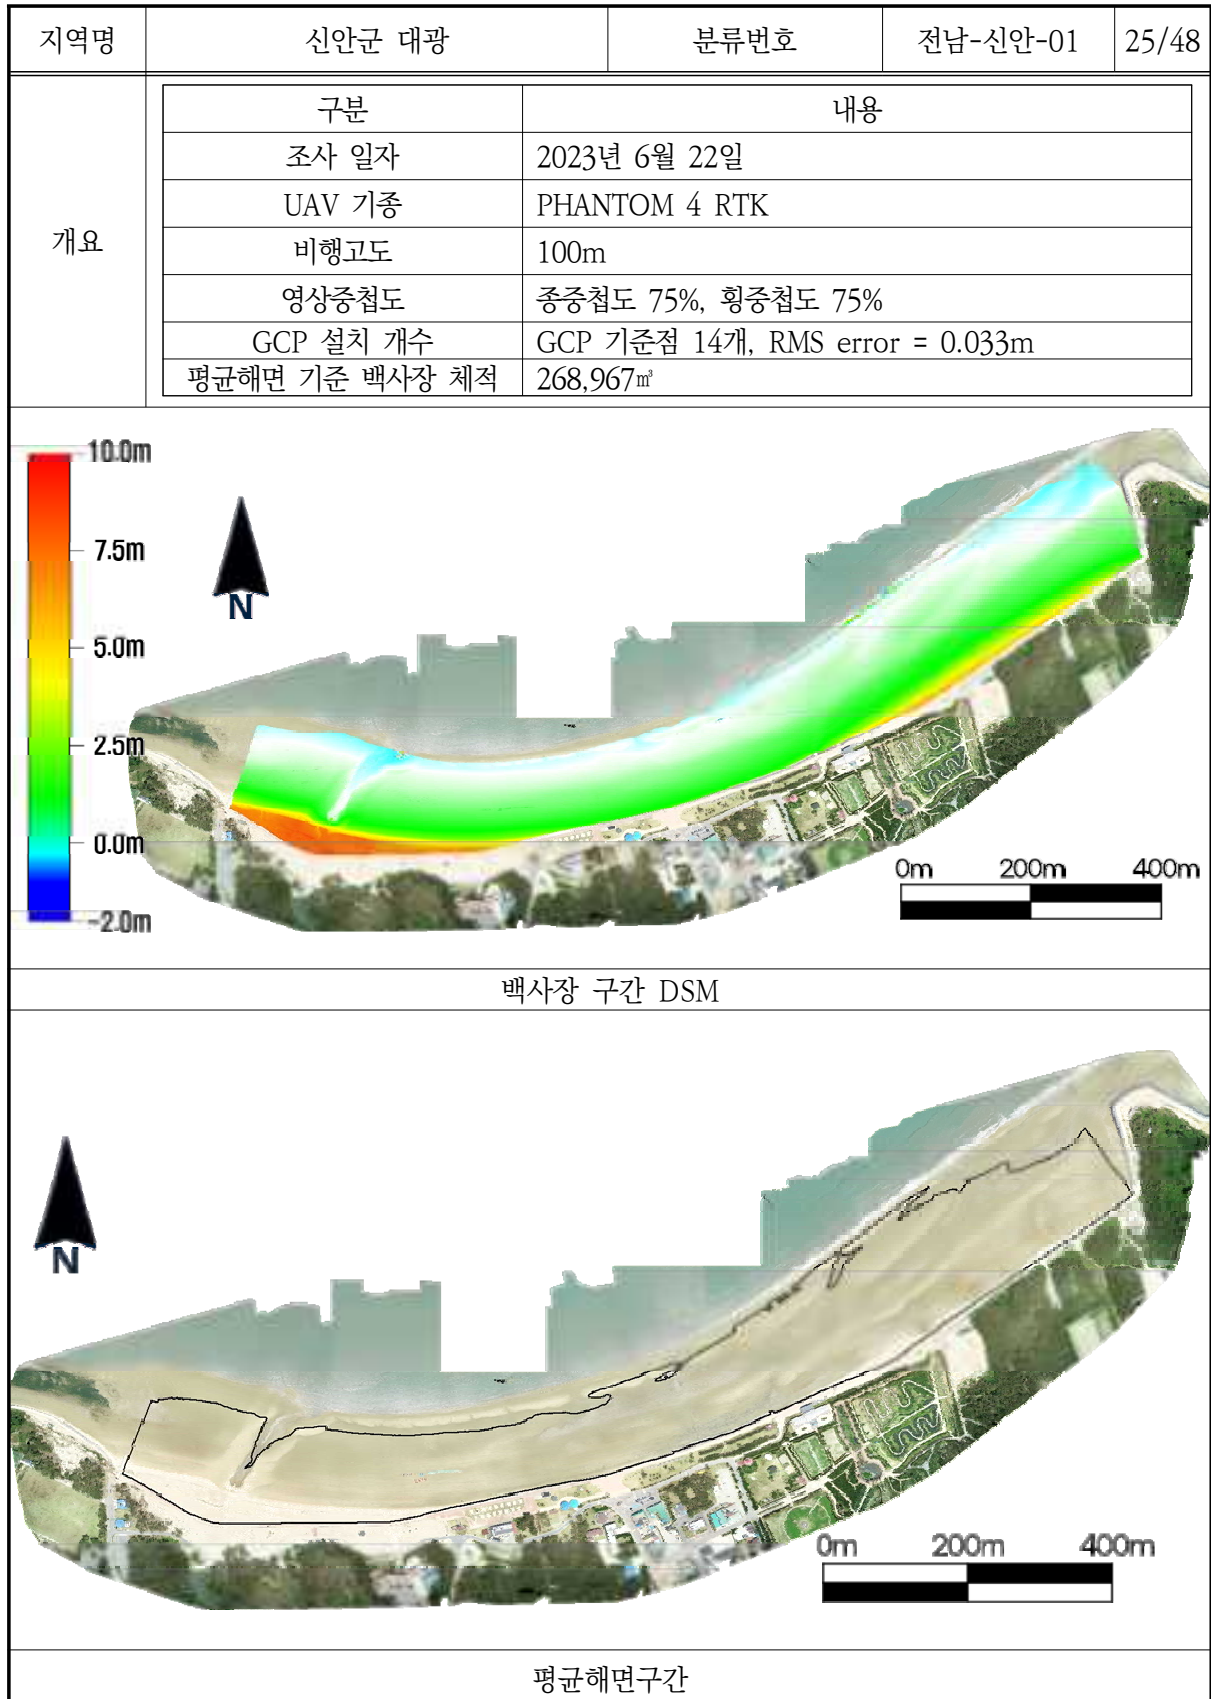 지역명 신안군 대광 분류번호 전남-신안-01 25/48
개요
구분 내용
조사 일자 2023년 6월 22일
UAV 기종 PHANTOM 4 RTK
비행고도 100m
영상중첩도 종중첩도 75%, 횡중첩도 75%
GCP 설치 개수 GCP 기준점 14개, RMS error = 0.033m
평균해면 기준 백사장 체적 268,967㎥
10.0m
7.5m
5.0m
2.5m
0.0m
-2.0m
N
0m 200m 400m
백사장 구간 DSM
N
0m 200m 400m
평균해면구간